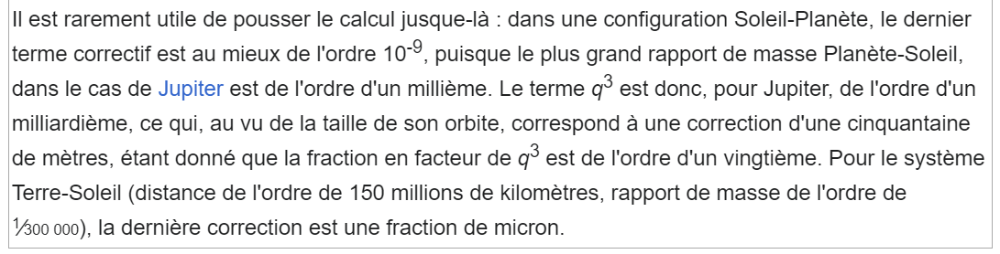 Il est rarement utile de pousser le calcul jusque-là : dans une configuration Soleil-Planète, le dernier
terme correctif est au mieux de l'ordre 10⁻⁹, puisque le plus grand rapport de masse Planète-Soleil,
dans le cas de Jupiter est de l'ordre d'un millième. Le terme q³ est donc, pour Jupiter, de l'ordre d'un
milliardième, ce qui, au vu de la taille de son orbite, correspond à une correction d'une cinquantaine
de mètres, étant donné que la fraction en facteur de q³ est de l'ordre d'un vingtième. Pour le système
Terre-Soleil (distance de l'ordre de 150 millions de kilomètres, rapport de masse de l'ordre de
1⁄300 000), la dernière correction est une fraction de micron.